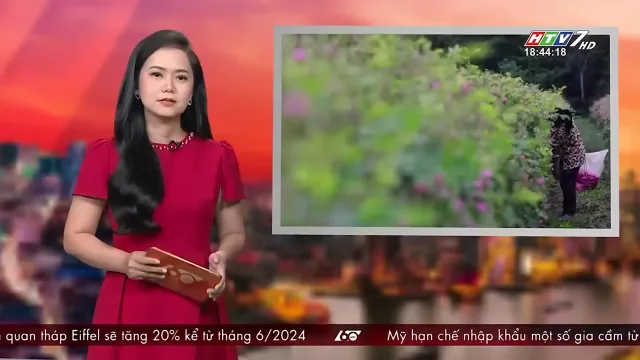 HTV7 HD
18:44:18
quan tháp Eiffel sẽ tăng 20% kể từ tháng 6/2024
Mỹ hạn chế nhập khẩu một số gia cầm từ